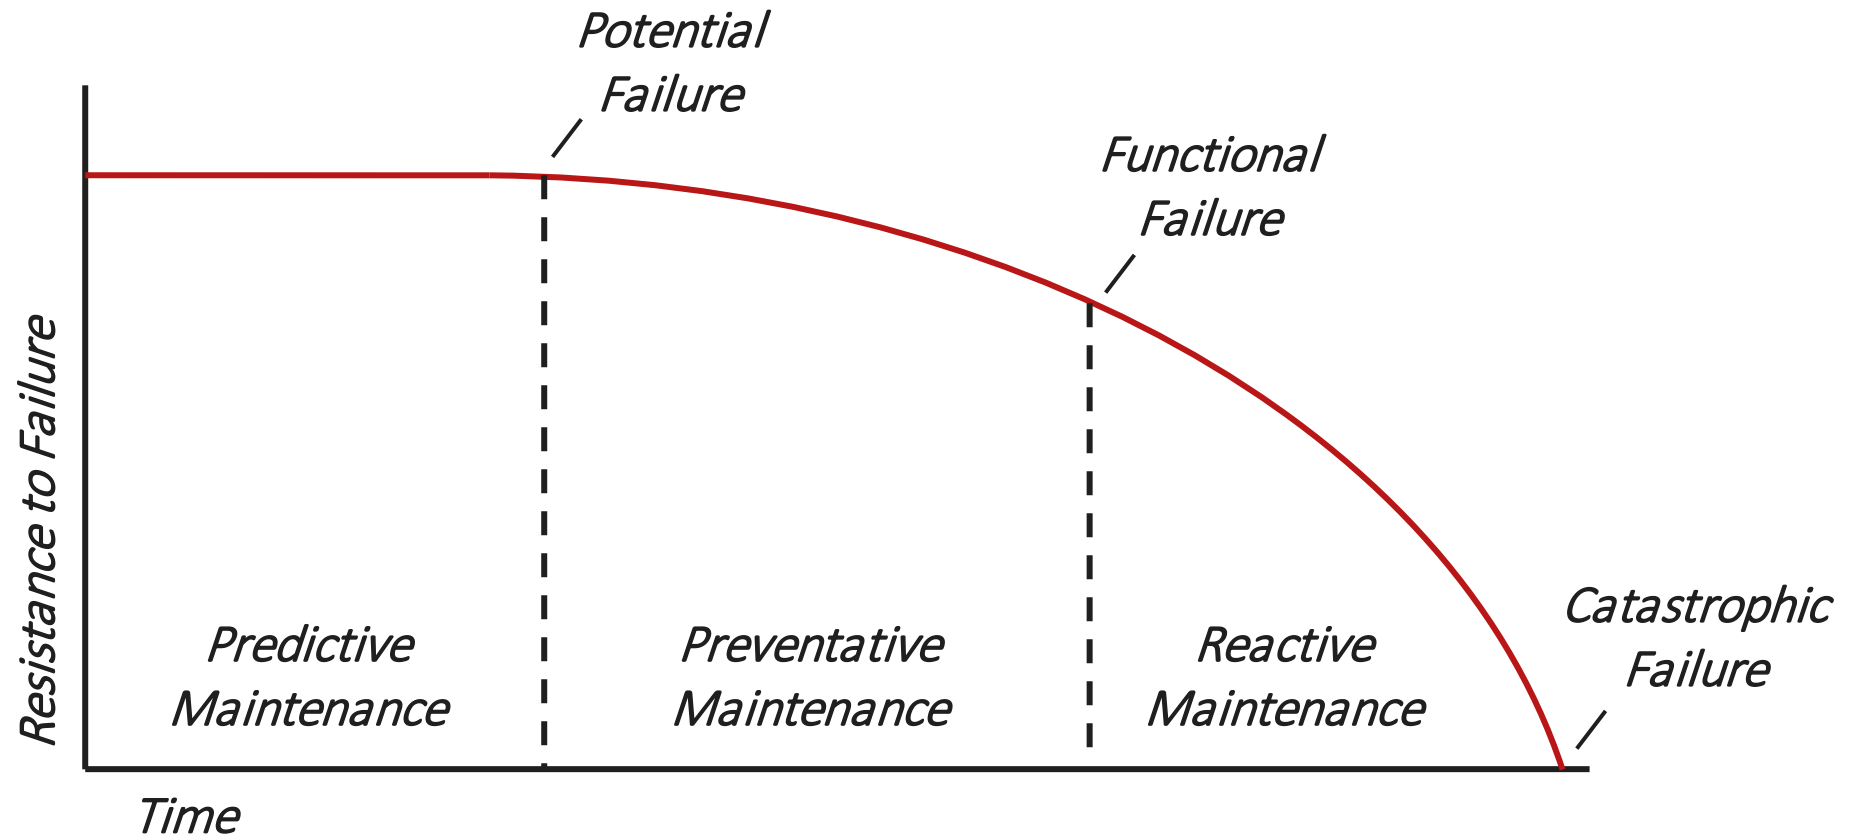 Potential
Failure
Functional
Failure
Resistance to Failure
Predictive
Maintenance
Preventative
Maintenance
Reactive
Maintenance
Catastrophic
Failure
Time